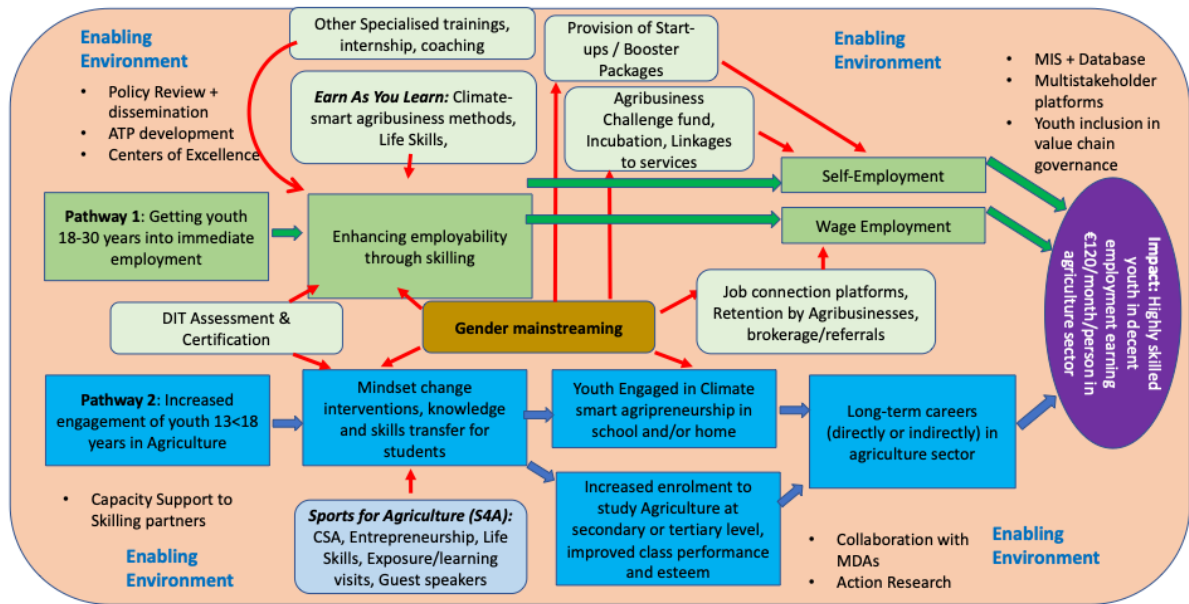 Enabling
Environment
• Policy Review +
dissemination
• ATP development
• Centers of Excellence
Other Specialised trainings,
internship, coaching
Earn As You Learn: Climate-
smart agribusiness methods,
Life Skills,
Provision of Start-
ups / Booster
Packages
Agribusiness
Challenge fund,
Incubation, Linkages
to services
Enabling
Environment
• MIS + Database
• Multistakeholder
platforms
• Youth inclusion in
value chain
governance
Pathway 1: Getting youth
18-30 years into immediate
employment
Enhancing employability
through skilling
Self-Employment
Wage Employment
Impact: Highly skilled
youth in decent
employment earning
€120/month/person in
agriculture sector
DIT Assessment &
Certification
Gender mainstreaming
Job connection platforms,
Retention by Agribusinesses,
brokerage/referrals
Pathway 2: Increased
engagement of youth 13<18
years in Agriculture
Mindset change
interventions, knowledge
and skills transfer for
students
Youth Engaged in Climate
smart agripreneurship in
school and/or home
Long-term careers
(directly or indirectly) in
agriculture sector
Increased enrolment to
study Agriculture at
secondary or tertiary level,
improved class performance
and esteem
• Capacity Support to
Skilling partners
Enabling
Environment
Sports for Agriculture (S4A):
CSA, Entrepreneurship, Life
Skills, Exposure/learning
visits, Guest speakers
• Collaboration with
MDAs
• Action Research
Enabling
Environment